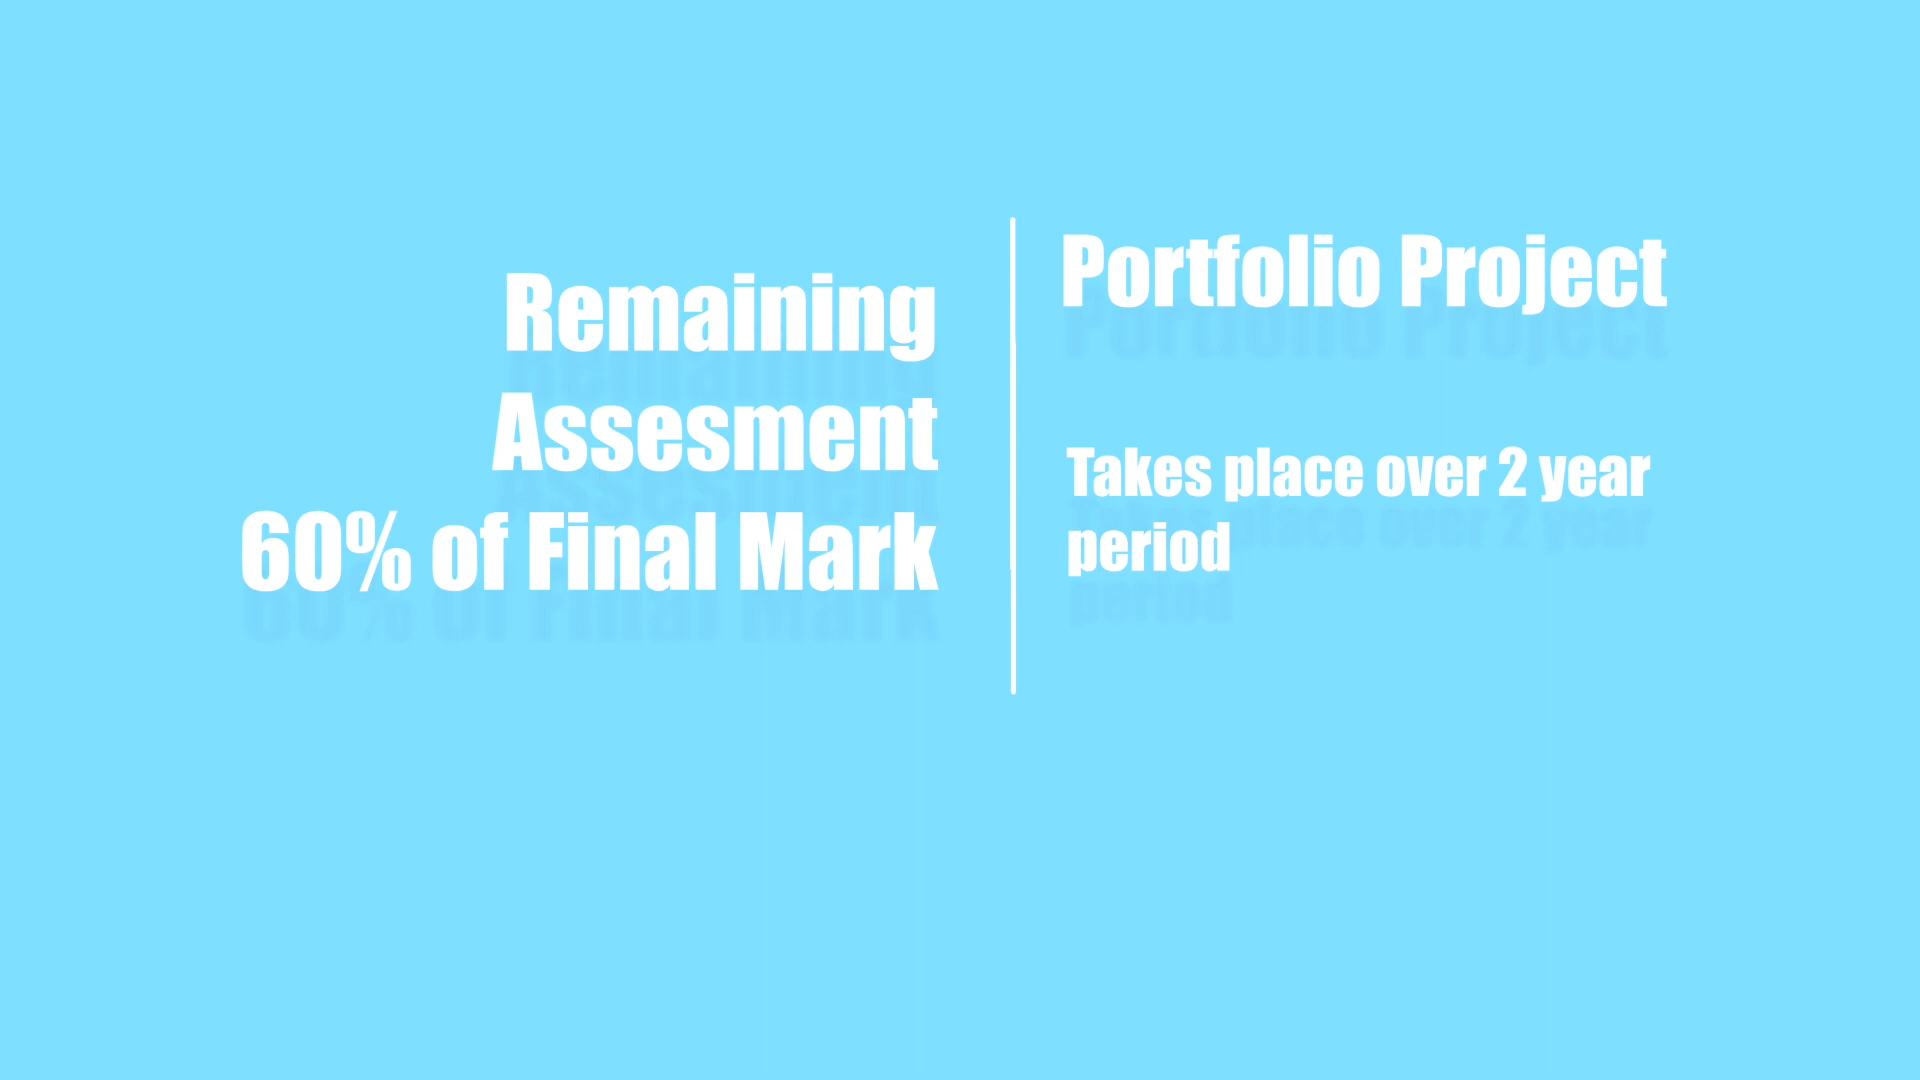 Remaining
Assesment
60% of Final Mark
Portfolio Project
Takes place over 2 year
period